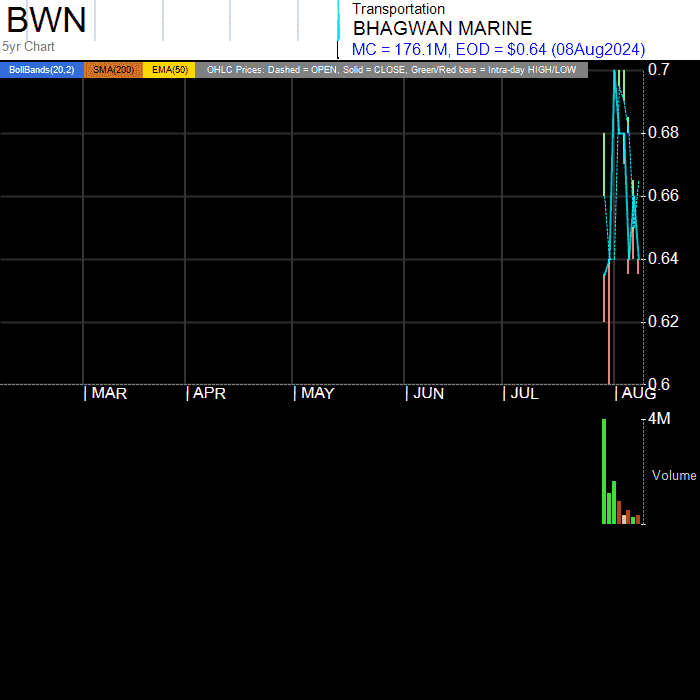 BWN
5yr Chart
Transportation
BHAGWAN MARINE
MC = 176.1M, EOD = $0.64 (08Aug2024)
BollBands(20,2) SMA(200) EMA(50) OHLC Prices: Dashed = OPEN, Solid = CLOSE, Green/Red bars = Intra-day HIGH/LOW
0.7
0.68
0.66
0.64
0.62
0.6
| MAR | APR | MAY | JUN | JUL | AUG
4M
Volume